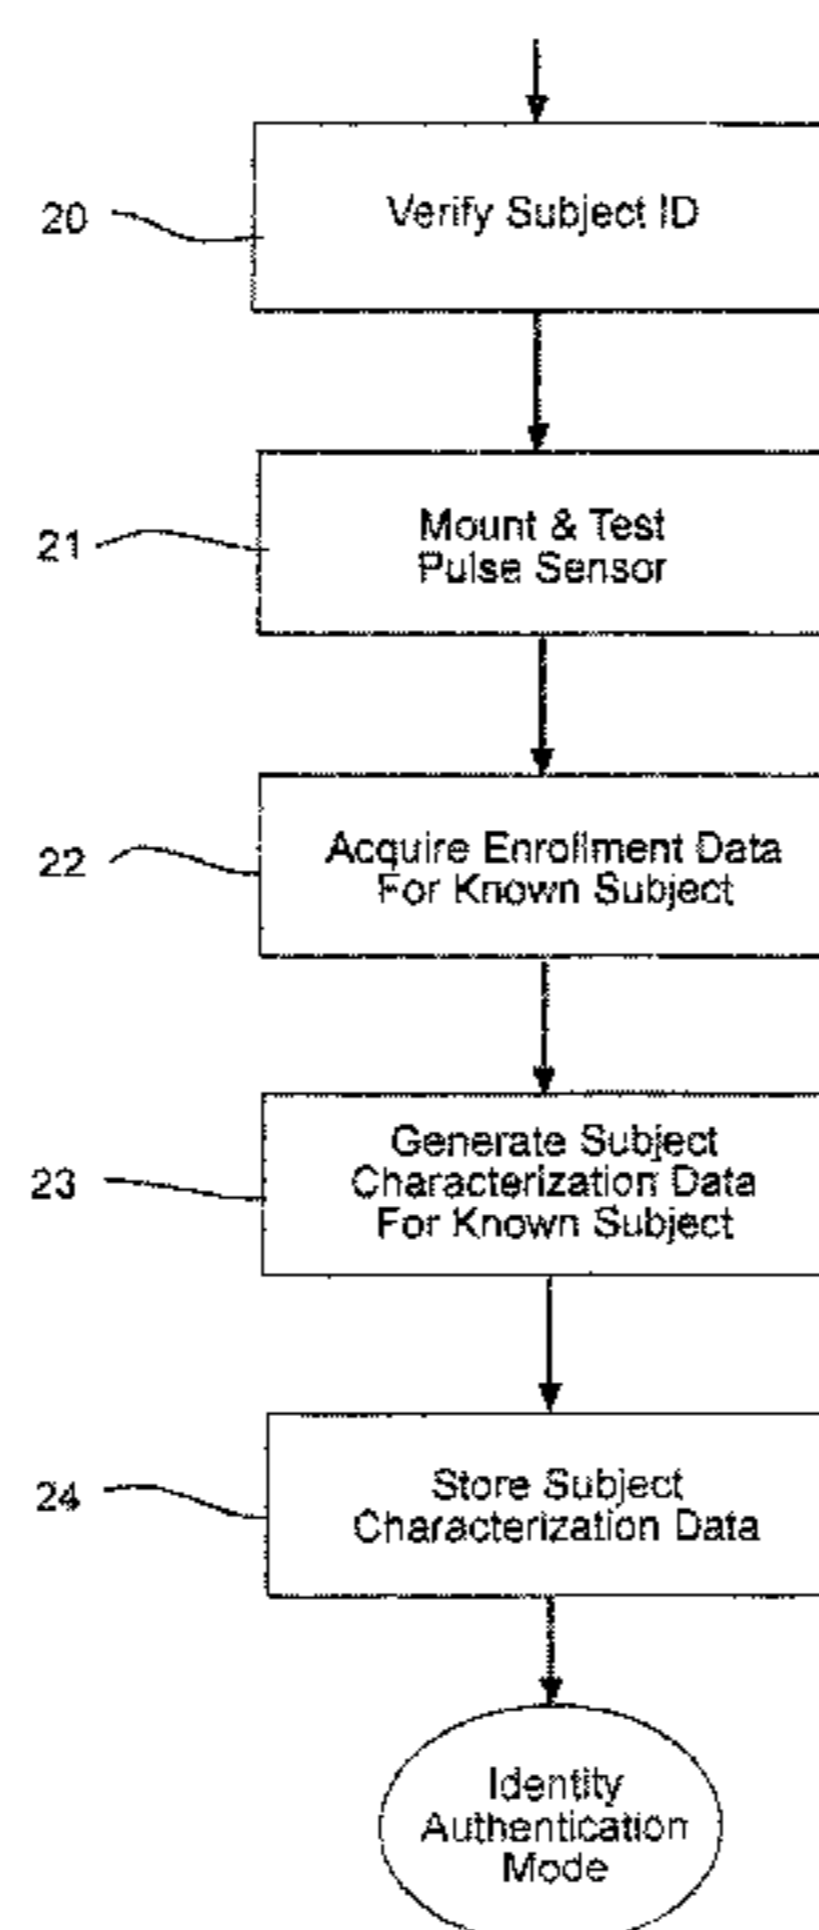 20
Verify Subject ID
21
Mount & Test
Pulse Sensor
22
Acquire Enrollment Data
For Known Subject
23
Generate Subject
Characterization Data
For Known Subject
24
Store Subject
Characterization Data
Identity
Authentication
Mode